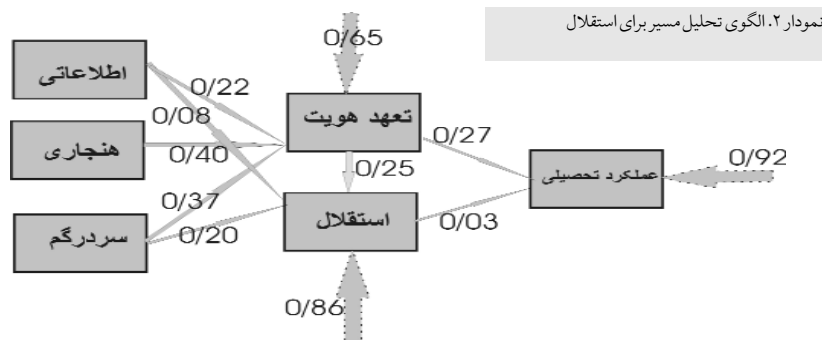 نمودار ۲. الگوی تحلیل مسیر برای استقلال
0/65
اطلاعاتی
0/22
تعهد هویت
0/08
0/27
هنجاری
0/40
0/25
عملکرد تحصیلی
0/92
0/37
سردرگم
0/20
استقلال
0/03
0/86